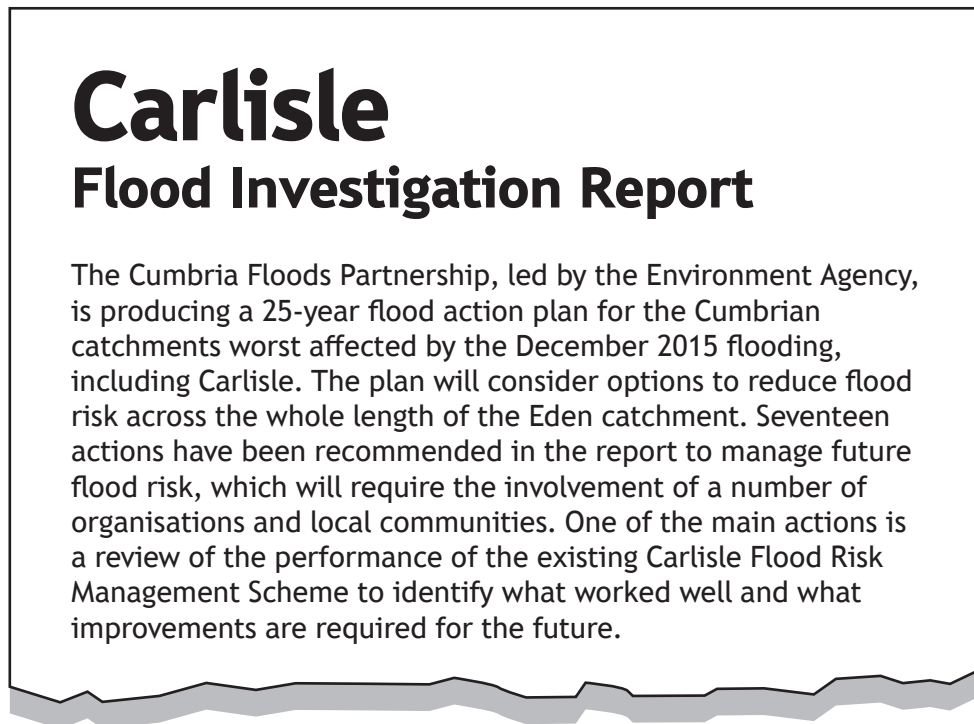 Carlisle
Flood Investigation Report
The Cumbria Floods Partnership, led by the Environment Agency,
is producing a 25-year flood action plan for the Cumbrian
catchments worst affected by the December 2015 flooding,
including Carlisle. The plan will consider options to reduce flood
risk across the whole length of the Eden catchment. Seventeen
actions have been recommended in the report to manage future
flood risk, which will require the involvement of a number of
organisations and local communities. One of the main actions is
a review of the performance of the existing Carlisle Flood Risk
Management Scheme to identify what worked well and what
improvements are required for the future.